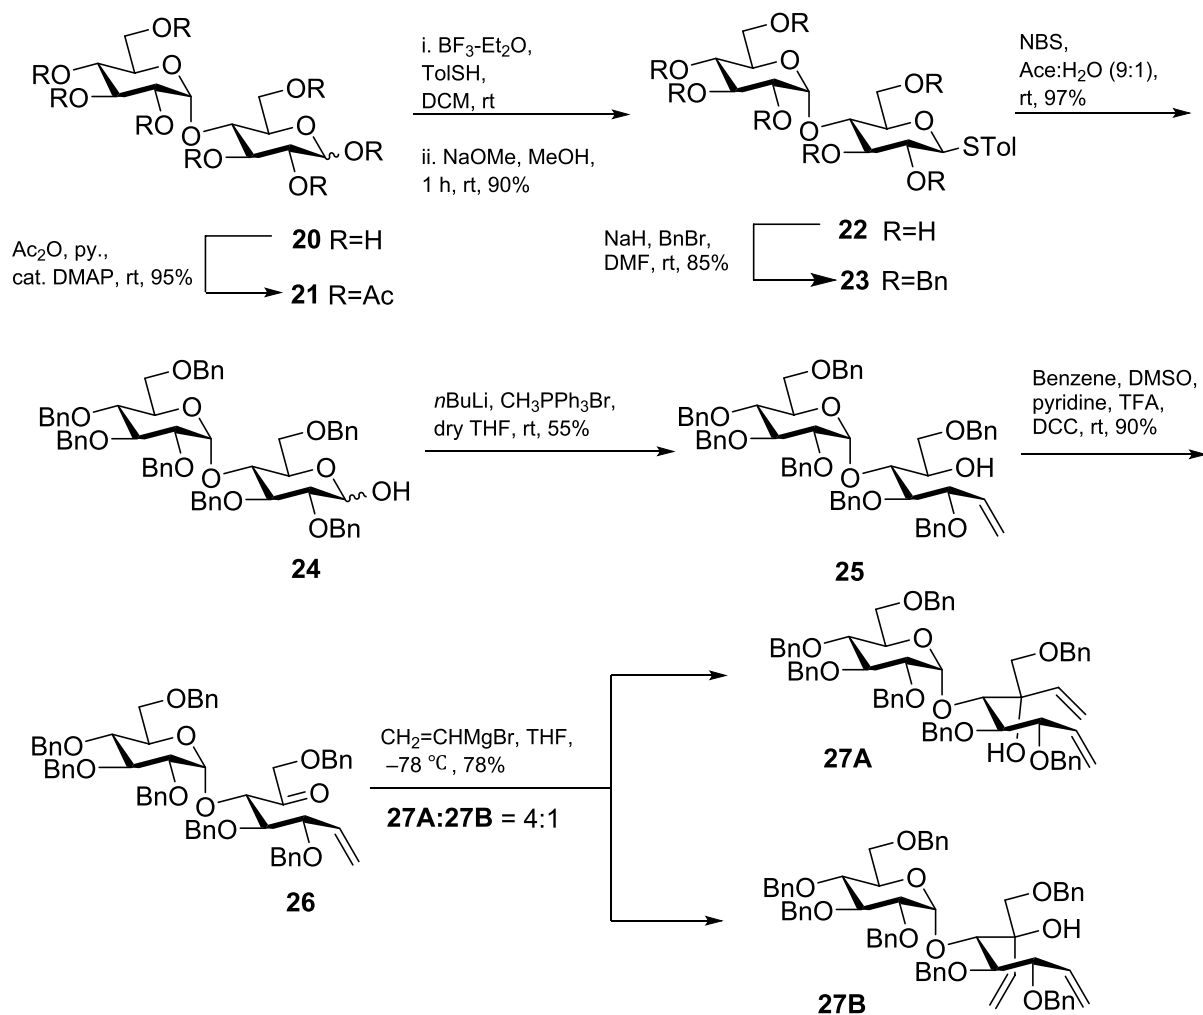 OR
RO
RO
O
RO
O
OR
O
RO
OR
OR
i. BF3-Et2O,
TolSH,
DCM, rt
ii. NaOMe, MeOH,
1 h, rt, 90%
OR
RO
RO
O
RO
O
OR
O
RO
STol
OR
NBS,
Ace:H2O (9:1),
rt, 97%
20 R=H
Ac2O, py.,
cat. DMAP, rt, 95%
21 R=Ac
22 R=H
NaH, BnBr,
DMF, rt, 85%
23 R=Bn
OBn
BnO
BnO
O
BnO
O
OBn
O
BnO
OH
OBn
24
nBuLi, CH3PPh3Br,
dry THF, rt, 55%
OBn
BnO
BnO
O
BnO
O
OBn
OH
BnO
BnO
25
Benzene, DMSO,
pyridine, TFA,
DCC, rt, 90%
OBn
BnO
BnO
O
BnO
O
OBn
O
BnO
BnO
26
CH2=CHMgBr, THF,
–78 ℃ , 78%
27A:27B = 4:1
OBn
BnO
BnO
O
BnO
O
OBn
BnO
HO
OBn
27A
OBn
BnO
BnO
O
BnO
O
OBn
OH
BnO
OBn
27B